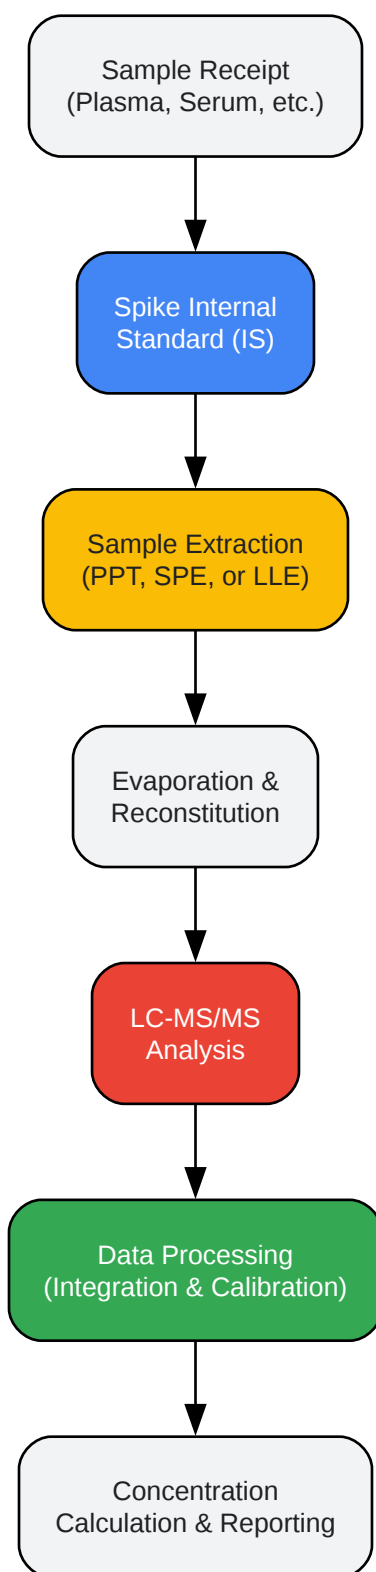 Sample Receipt
(Plasma, Serum, etc.)
Spike Internal
Standard (IS)
Sample Extraction
(PPT, SPE, or LLE)
Evaporation &
Reconstitution
LC-MS/MS
Analysis
Data Processing
(Integration & Calibration)
Concentration
Calculation & Reporting